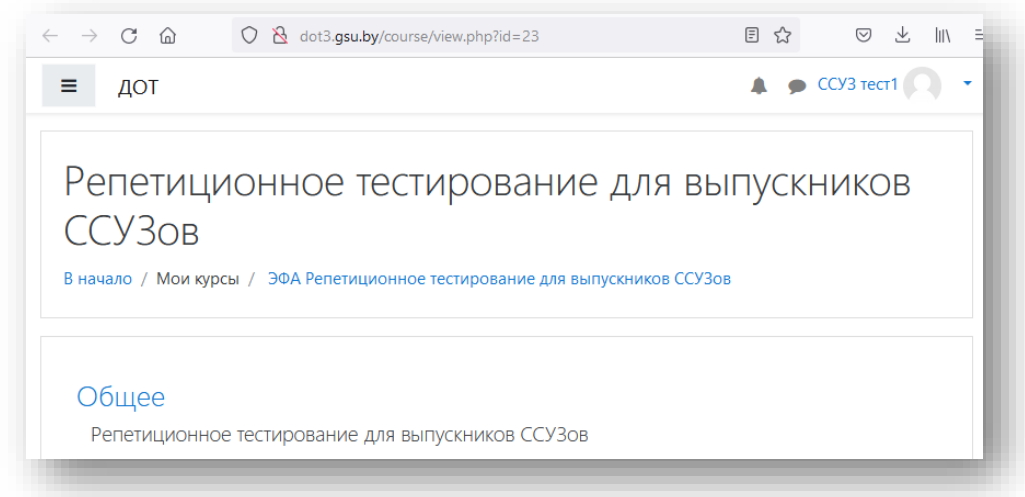 dot3.gsu.by/course/view.php?id=23
ДОТ
ССУЗ тест1
Репетиционное тестирование для выпускников
ССУЗов
В начало / Мои курсы / ЭФА Репетиционное тестирование для выпускников ССУЗов
Общее
Репетиционное тестирование для выпускников ССУЗов